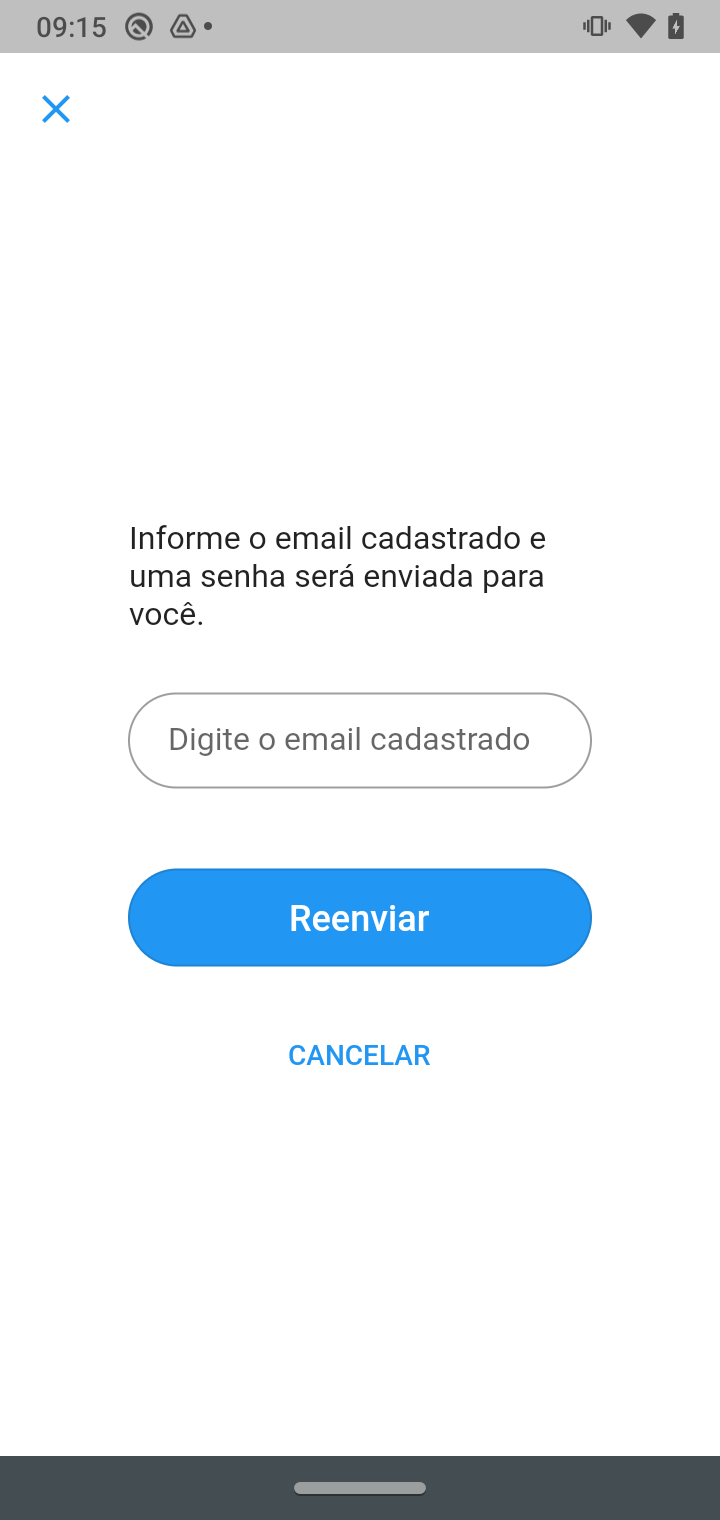 09:15
Informe o email cadastrado e
uma senha será enviada para
você.
Digite o email cadastrado
Reenviar
CANCELAR